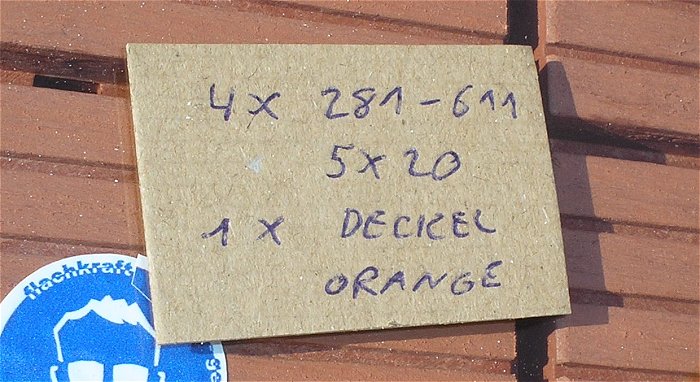 4x 281-611
5x20
1x DECKEL
ORANGE
flachkraft